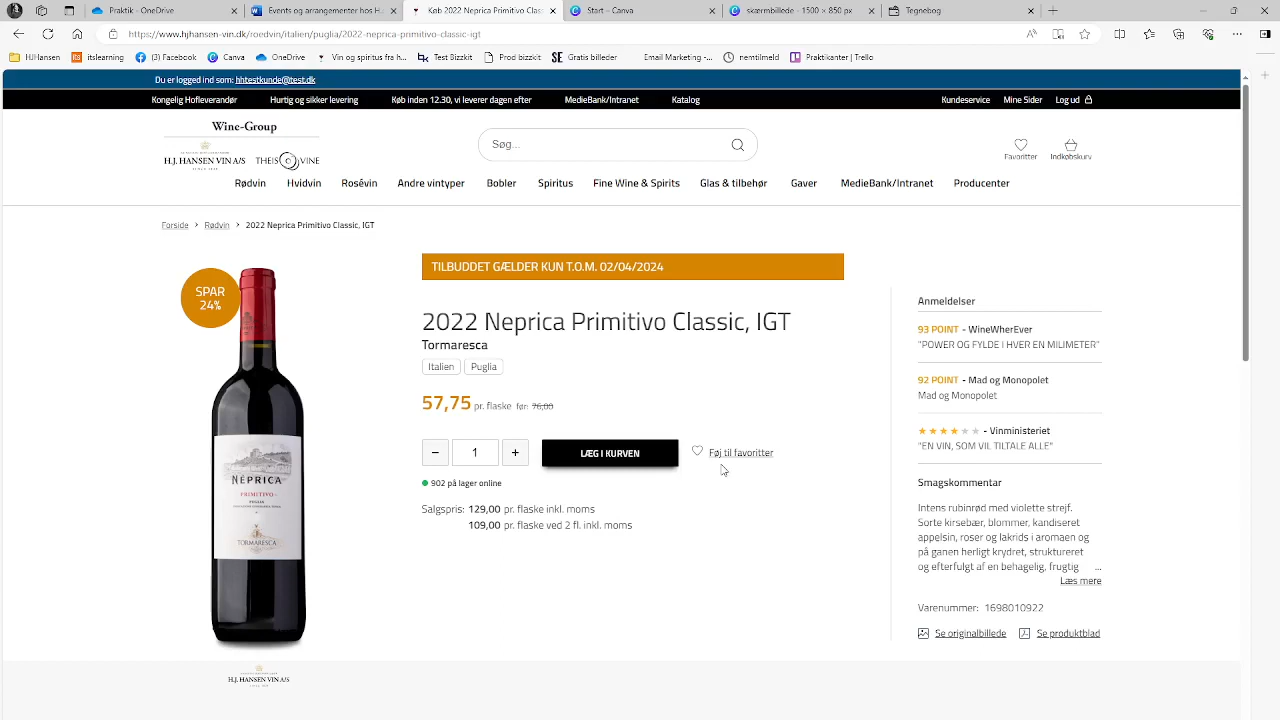 Praktik - OneDrive
Word Evenementer tekst
Køb 2022 Tormaresca, Ne
Start - Canva
skærmbillede - 1500 × 850 px
Tegnebog
https://www.hjhansen-vin.dk/roedvin/italien/puglia/2022-neprica-proimitivo-classic-igt
HJHansen
itslearning
(3) Facebook
Canva
OneDrive
Vin og spiritus fra h...
Test Bizzkit
Prod bizzkit
Gratis billeder
Email Marketing -...
nemtilmeld
Praktikanter | Trello
Du er logged ind som: hhtestkunde@test.dk
Kongelig Hofleverandør
Hurtig og sikker levering
Køb inden 12.30, vi leverer dagen efter
MedieBank/Intranet
Katalog
Kundeservice
Mine Sider
Log ud
Wine-Group
H.J. HANSEN VIN A/S
THEIS VINE
Søg...
Favoritter
Indkøbskurv
Rødvin
Hvidvin
Rosévin
Andre vintyper
Bobler
Spiritus
Fine Wine & Spirits
Glas & tilbehør
Gaver
MedieBank/Intranet
Producenter
Forside > Rødvin > 2022 Neprica Primitivo Classic, IGT
SPAR
24%
NÈPRICA
PRIMITIVO
PUGLIA
TORMARESCA
H.J. HANSEN VIN A/S
TILBUDDET GÆLDER KUN T.O.M. 02/04/2024
2022 Neprica Primitivo Classic, IGT
Tormaresca
Italien
Puglia
57,75 pr. flaske før: 76,00
− 1 +
LÆG I KURVEN
Føj til favoritter
902 på lager online
Salgspris: 129,00 pr. flaske inkl. moms
109,00 pr. flaske ved 2 fl. inkl. moms
Anmeldelser
93 POINT - WineWherEver
"POWER OG FYLDE I HVER EN MILIMETER"
92 POINT - Mad og Monopolet
Mad og Monopolet
- Vinministeriet
"EN VIN, SOM VIL TILTALE ALLE"
Smagskommentar
Intens rubinrød med violette strejf.
Sorte kirsebær, blommer, kandiseret
appelsin, roser og lakrids i aromaen og
på ganen herligt krydret, struktureret
og efterfulgt af en behagelig, frugtig ...
Læs mere
Varenummer: 1698010922
Se originalbillede
Se produktblad